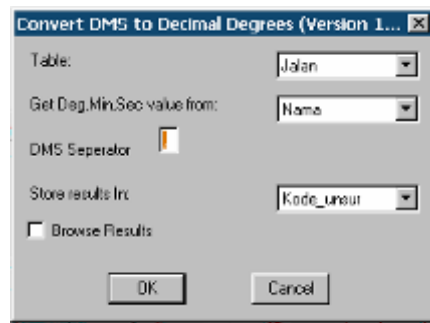 Convert DMS to Decimal Degrees (Version 1...
Table: Jalan
Get Deg,Min,Sec value from: Nama
DMS Seperator
Store results In: Kode_unsur
Browse Results
OK Cancel